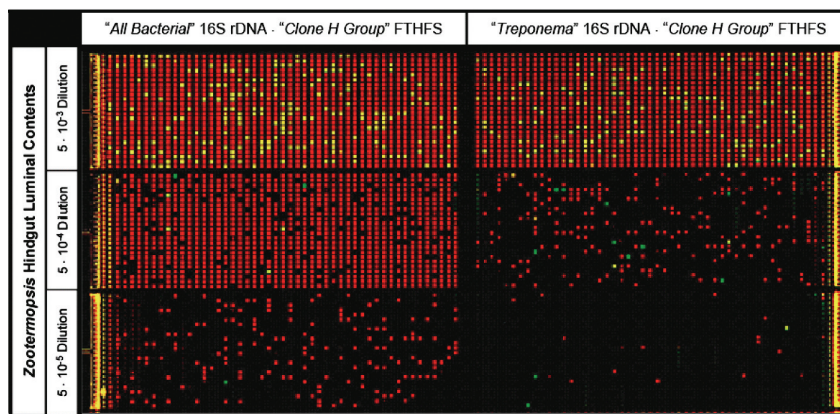 "All Bacterial" 16S rDNA · "Clone H Group" FTHFS
"Treponema" 16S rDNA · "Clone H Group" FTHFS
Zootermopsis Hindgut Luminal Contents
5 · 10-3 Dilution
5 · 10-4 Dilution
5 · 10-5 Dilution